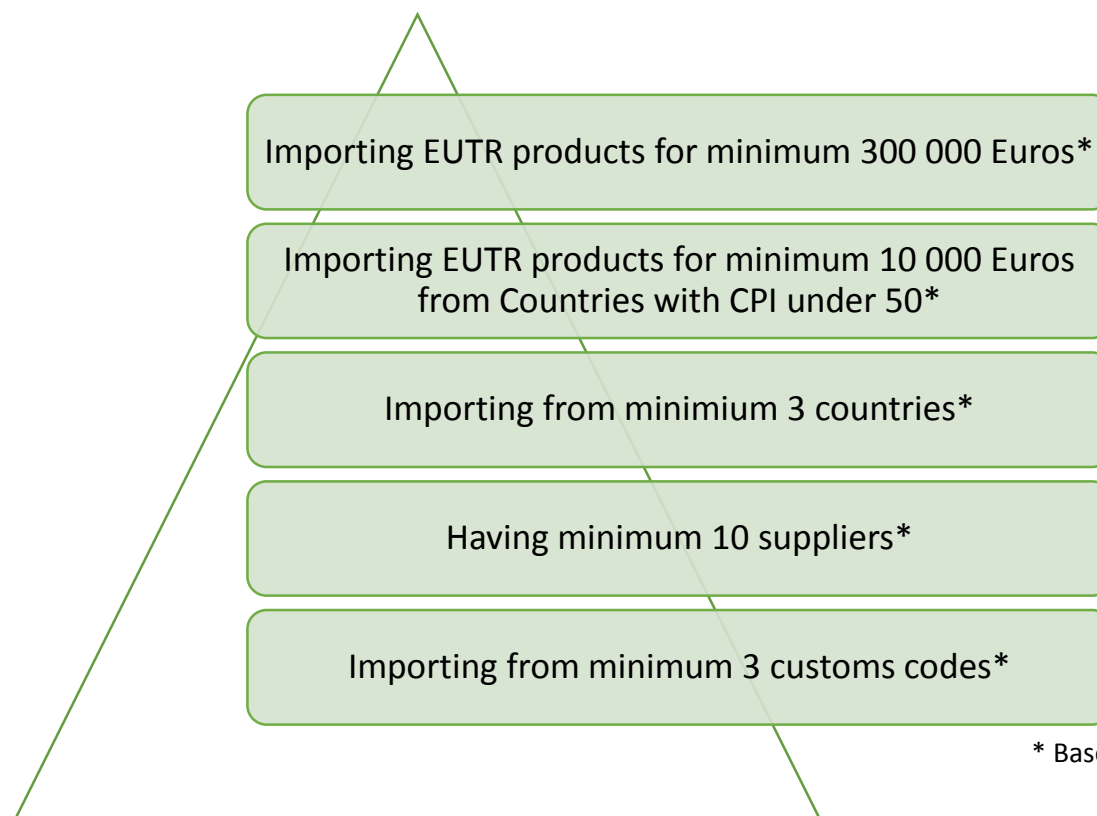 Importing EUTR products for minimum 300 000 Euros*
Importing EUTR products for minimum 10 000 Euros
from Countries with CPI under 50*
Importing from minimium 3 countries*
Having minimum 10 suppliers*
Importing from minimum 3 customs codes*
* Bas